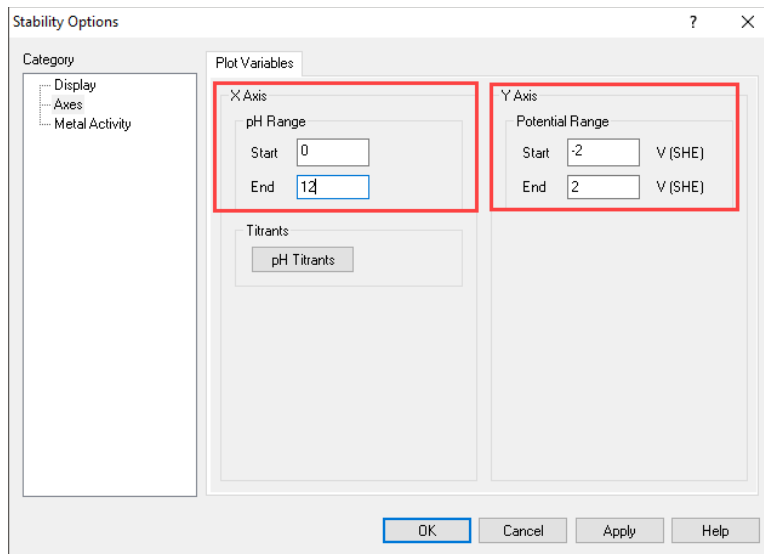 Stability Options
?
Category
Display
Axes
Metal Activity
Plot Variables
X Axis
pH Range
Start 0
End 12
Titrants
pH Titrants
Y Axis
Potential Range
Start -2 V (SHE)
End 2 V (SHE)
OK Cancel Apply Help